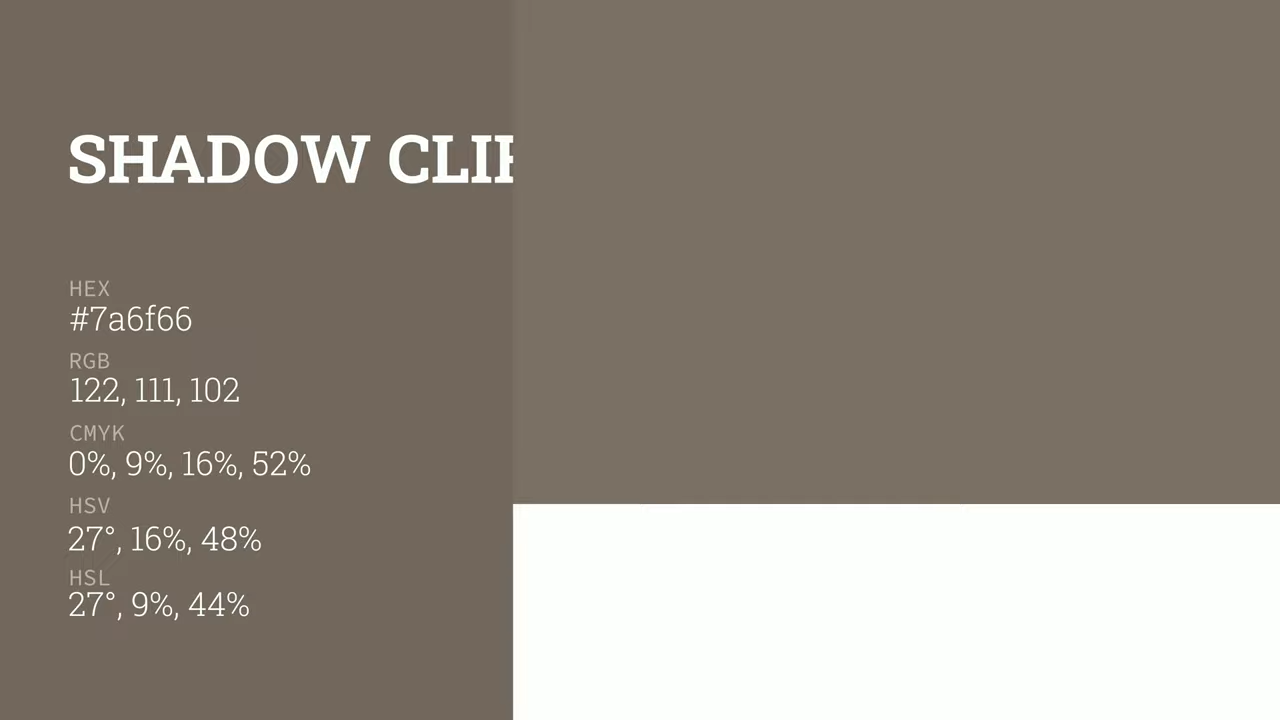 SHADOW
HEX
#7a6f66
RGB
122, 111, 102
CMYK
0%, 9%, 16%, 52%
HSV
27°, 16%, 48%
HSL
27°, 9%, 44%